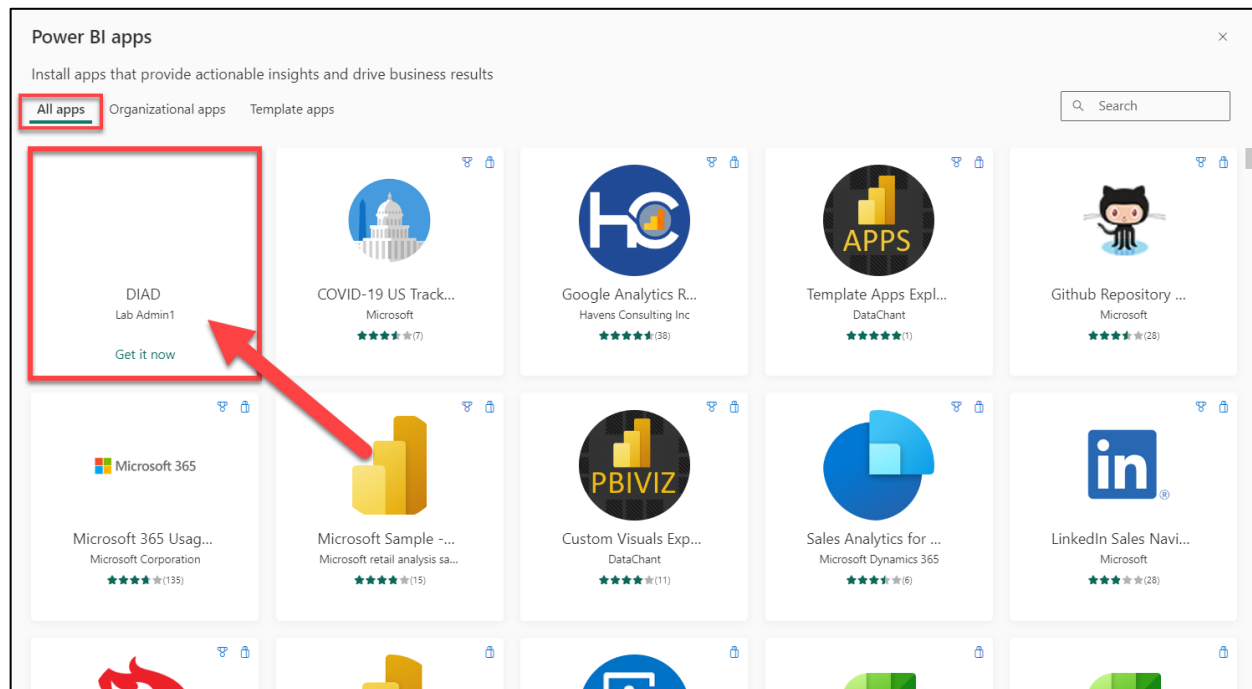 Power BI apps
Install apps that provide actionable insights and drive business results
All apps Organizational apps Template apps
Search
DIAD
Lab Admin1
Get it now
COVID-19 US Track...
Microsoft
(7)
HC
Google Analytics R...
Havens Consulting Inc
(38)
APPS
Template Apps Expl...
DataChant
(1)
Github Repository ...
Microsoft
(28)
Microsoft 365
Microsoft 365 Usag...
Microsoft Corporation
(135)
Microsoft Sample -...
Microsoft retail analysis sa...
(15)
PBIVIZ
Custom Visuals Exp...
DataChant
(11)
Sales Analytics for ...
Microsoft Dynamics 365
(6)
in
LinkedIn Sales Navi...
Microsoft
(28)